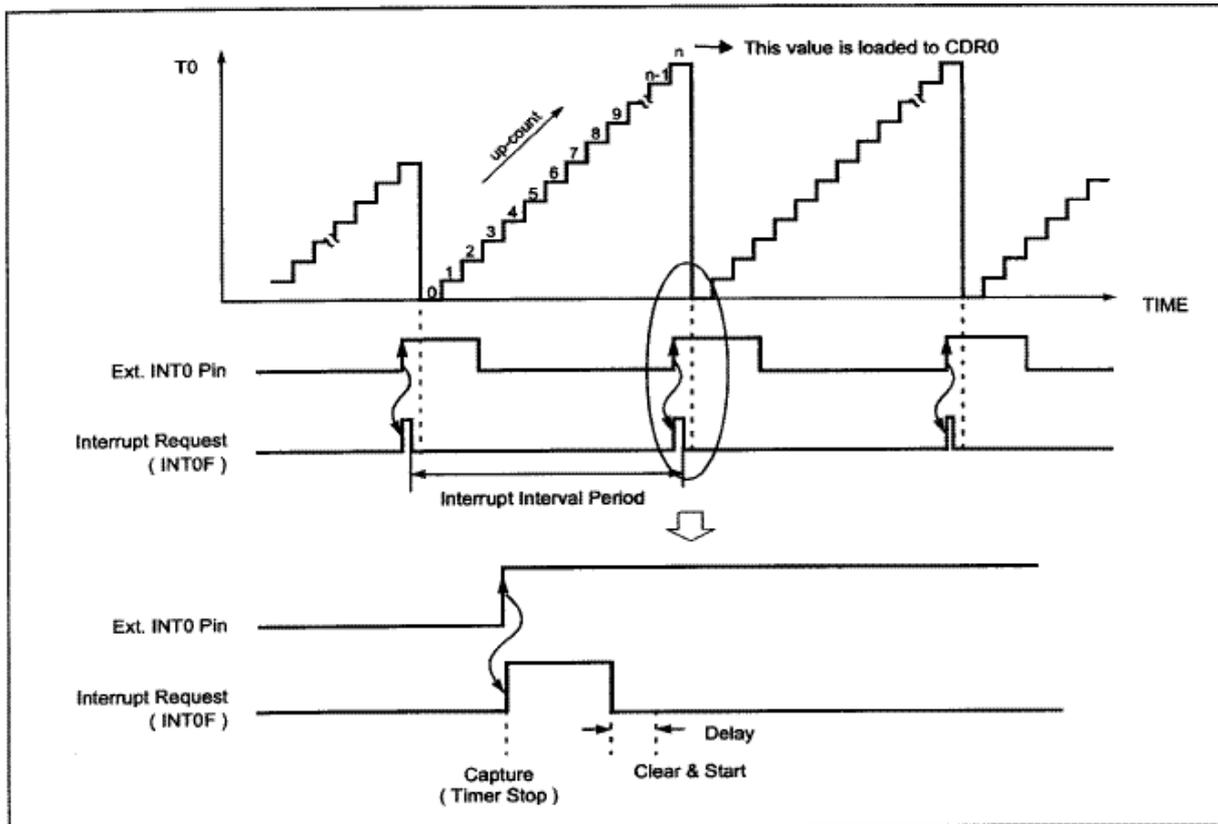 T0
n
This value is loaded to CDR0
n-1
9
8
7
6
5
4
3
2
1
0
up-count
TIME
Ext. INT0 Pin
Interrupt Request
( INT0F )
Interrupt Interval Period
Ext. INT0 Pin
Interrupt Request
( INT0F )
Delay
Capture
( Timer Stop )
Clear & Start